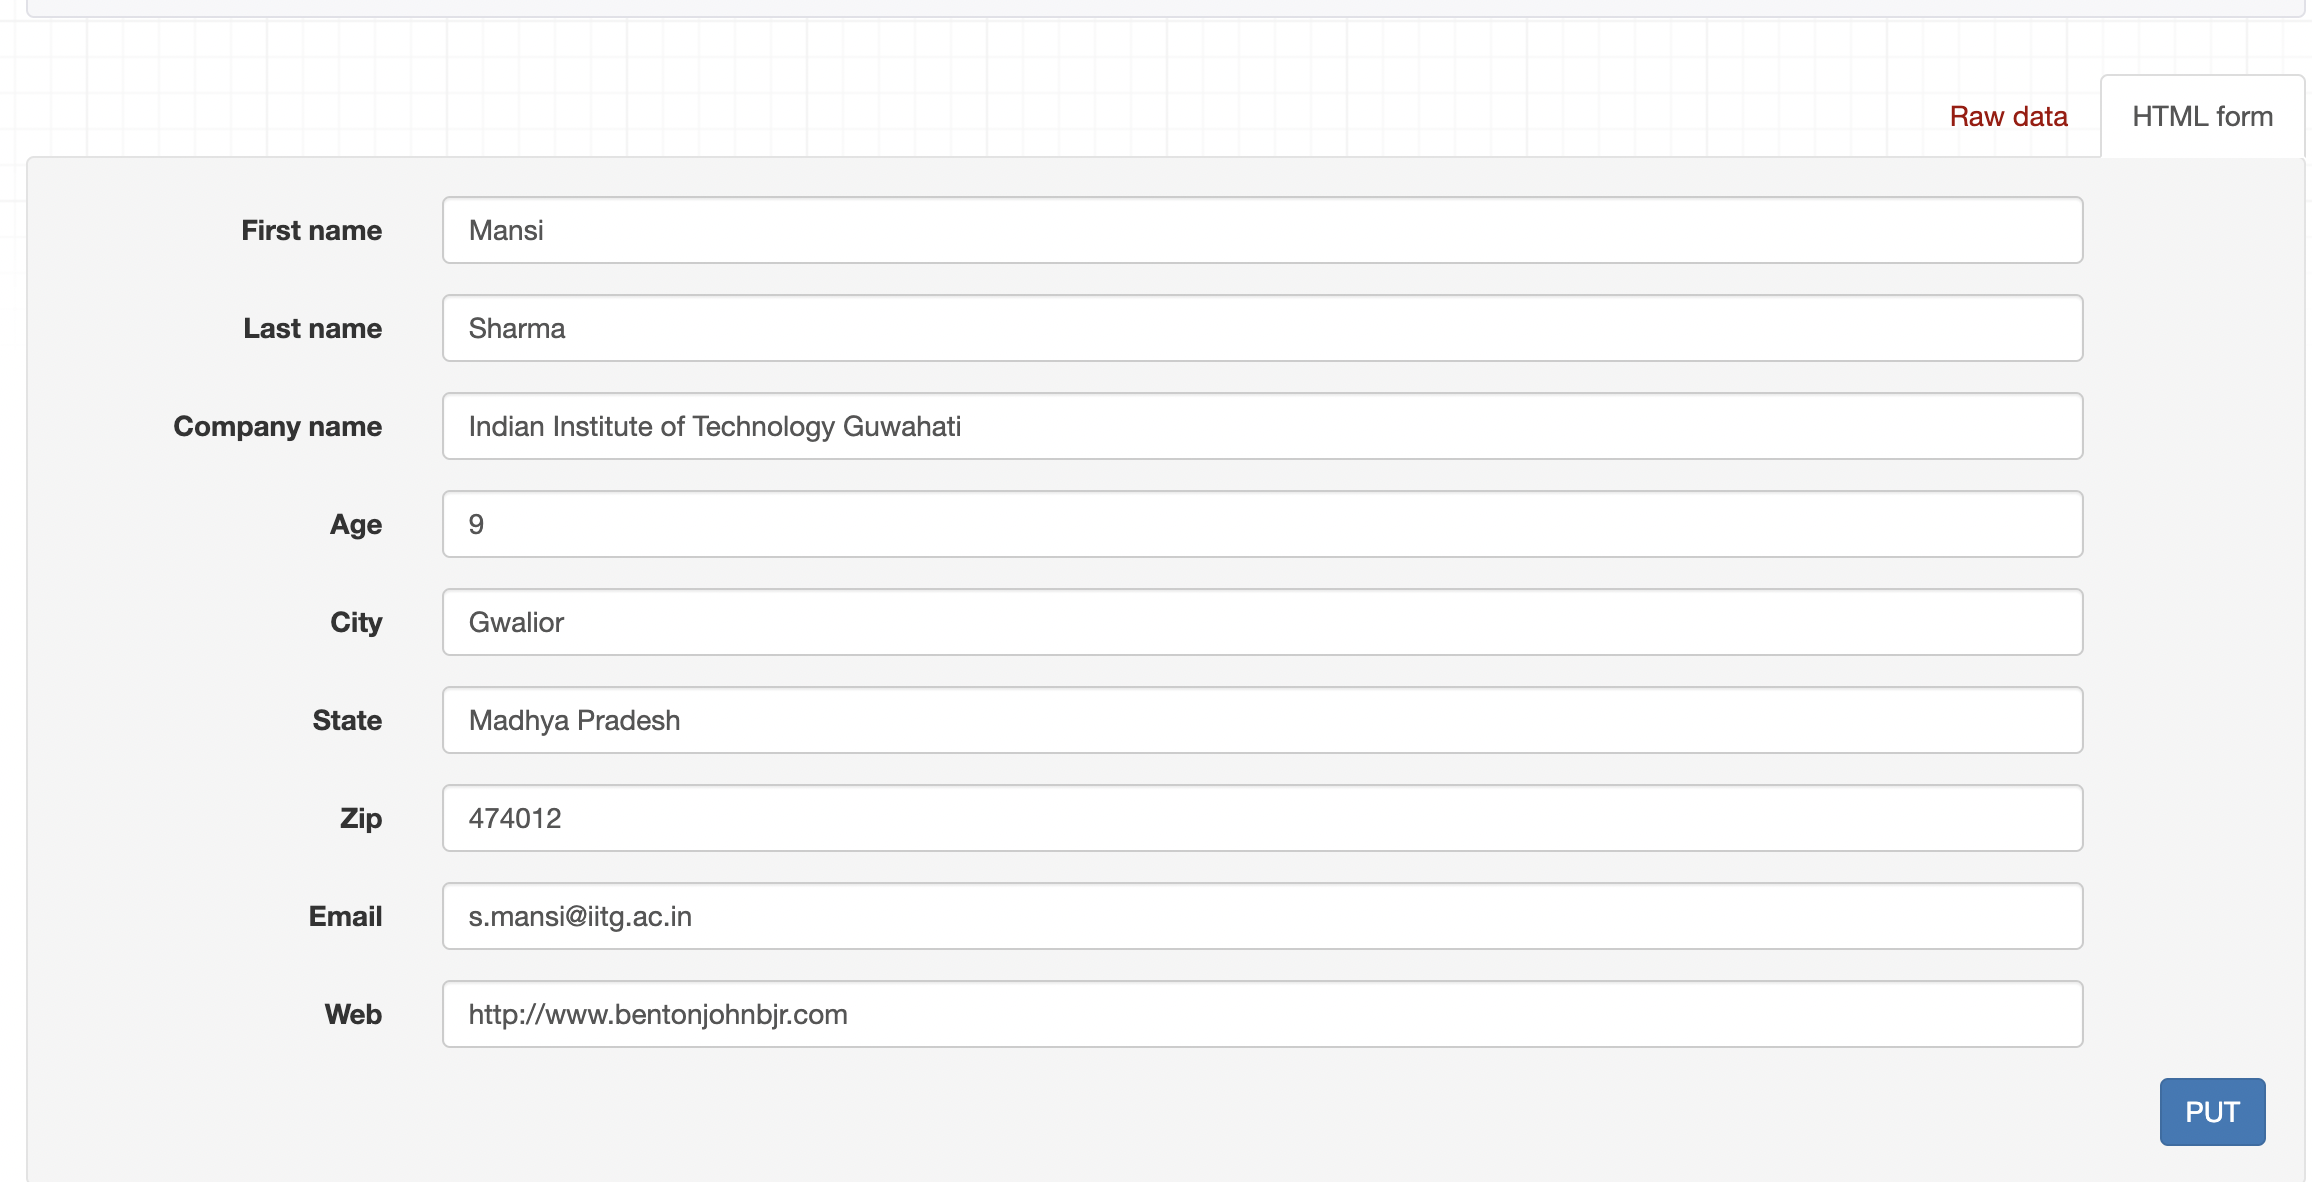 Raw data
HTML form
First name Mansi
Last name Sharma
Company name Indian Institute of Technology Guwahati
Age 9
City Gwalior
State Madhya Pradesh
Zip 474012
Email s.mansi@iitg.ac.in
Web http://www.bentonjohnbjr.com
PUT